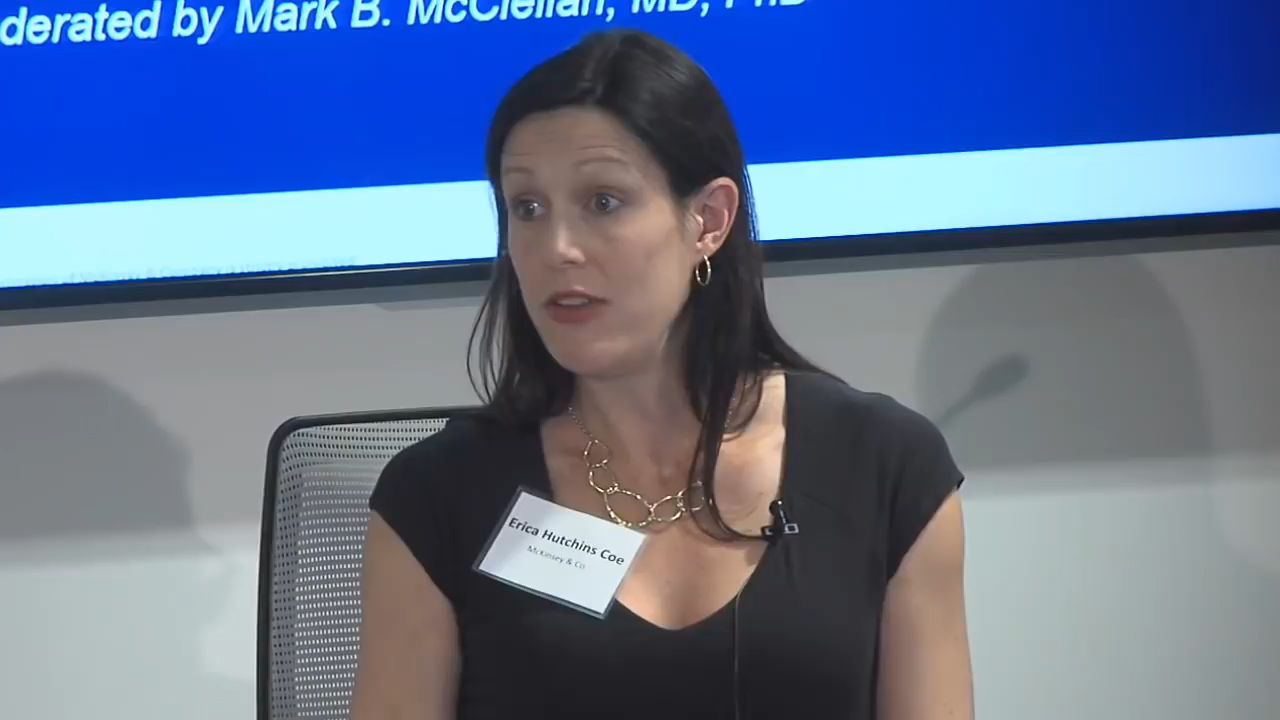 derated by Mark B. McClellan, MD, PhD
Erica Hutchins Coe
McKinsey & Co